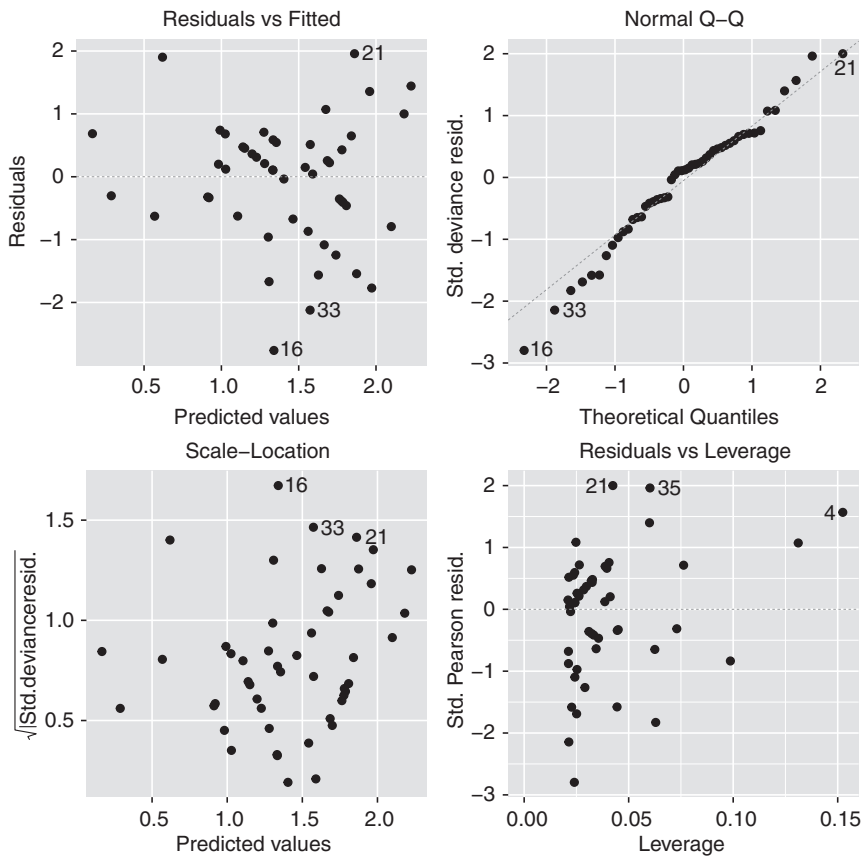 Residuals vs Fitted
Residuals
2
1
0
−1
−2
21
33
16
0.5 1.0 1.5 2.0
Predicted values
Normal Q−Q
Std. deviance resid.
2
1
0
−1
−2
−3
21
33
16
−2 −1 0 1 2
Theoretical Quantiles
Scale−Location
√|Std.devianceresid.
1.5
1.0
0.5
16
33
21
0.5 1.0 1.5 2.0
Predicted values
Residuals vs Leverage
Std. Pearson resid.
2
1
0
−1
−2
−3
21
35
4
0.00 0.05 0.10 0.15
Leverage